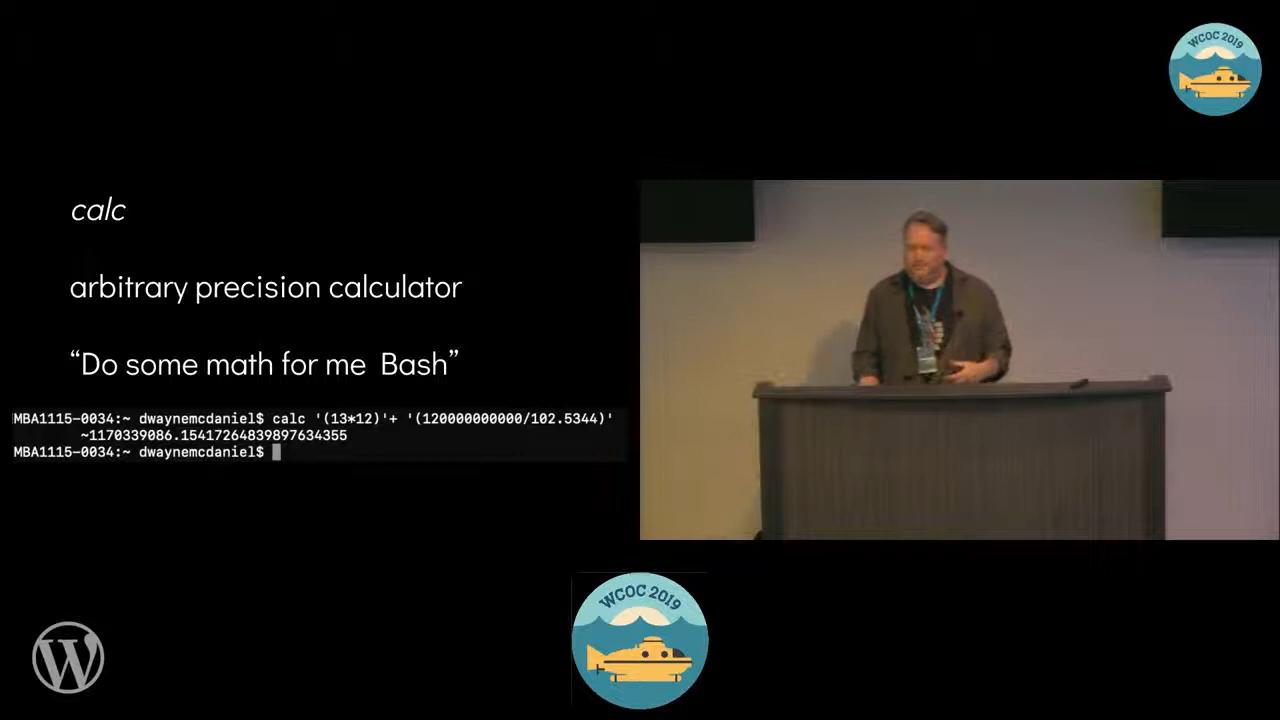 WCOC 2019
calc
arbitrary precision calculator
“Do some math for me Bash”
MBA1115-0034:~ dwaynemcdaniel$ calc '(13*12)'+ '(120000000000/102.5344)'
~1170339086.15417264839897634355
MBA1115-0034:~ dwaynemcdaniel$
WCOC 2019
W